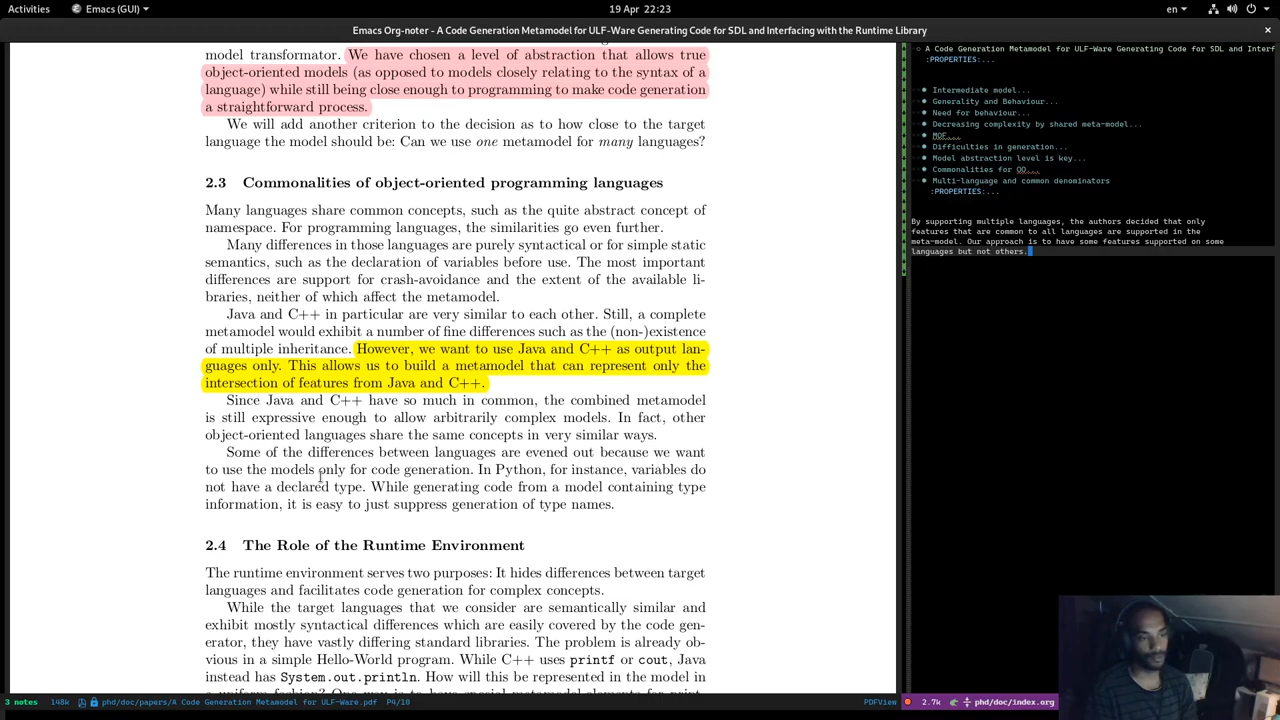 Activities
Emacs (GUI)
19 Apr 22:23
en
Emacs Org-noter - A Code Generation Metamodel for ULF-Ware Generating Code for SDL and Interfacing with the Runtime Library
model transformator. We have chosen a level of abstraction that allows true
object-oriented models (as opposed to models closely relating to the syntax of a
language) while still being close enough to programming to make code generation
a straightforward process.
We will add another criterion to the decision as to how close to the target
language the model should be: Can we use one metamodel for many languages?
2.3 Commonalities of object-oriented programming languages
Many languages share common concepts, such as the quite abstract concept of
namespace. For programming languages, the similarities go even further.
Many differences in those languages are purely syntactical or for simple static
semantics, such as the declaration of variables before use. The most important
differences are support for crash-avoidance and the extent of the available li-
braries, neither of which affect the metamodel.
Java and C++ in particular are very similar to each other. Still, a complete
metamodel would exhibit a number of fine differences such as the (non-)existence
of multiple inheritance. However, we want to use Java and C++ as output lan-
guages only. This allows us to build a metamodel that can represent only the
intersection of features from Java and C++.
Since Java and C++ have so much in common, the combined metamodel
is still expressive enough to allow arbitrarily complex models. In fact, other
object-oriented languages share the same concepts in very similar ways.
Some of the differences between languages are evened out because we want
to use the models only for code generation. In Python, for instance, variables do
not have a declared type. While generating code from a model containing type
information, it is easy to just suppress generation of type names.
2.4 The Role of the Runtime Environment
The runtime environment serves two purposes: It hides differences between target
languages and facilitates code generation for complex concepts.
While the target languages that we consider are semantically similar and
exhibit mostly syntactical differences which are easily covered by the code gen-
erator, they have vastly differing standard libraries. The problem is already ob-
vious in a simple Hello-World program. While C++ uses printf or cout, Java
instead has System.out.println. How will this be represented in the model in
3 notes 148k phd/doc/papers/A Code Generation Metamodel for ULF-Ware.pdf P4/10 PDFView
A Code Generation Metamodel for ULF-Ware Generating Code for SDL and Interf
:PROPERTIES:...
Intermediate model...
Generality and Behaviour...
Need for behaviour...
Decreasing complexity by shared meta-model...
MOF...
Difficulties in generation...
Model abstraction level is key...
Commonalities for OO...
Multi-language and common denominators
:PROPERTIES:...
By supporting multiple languages, the authors decided that only
features that are common to all languages are supported in the
meta-model. Our approach is to have some features supported on some
languages but not others.
2.7k phd/doc/index.org